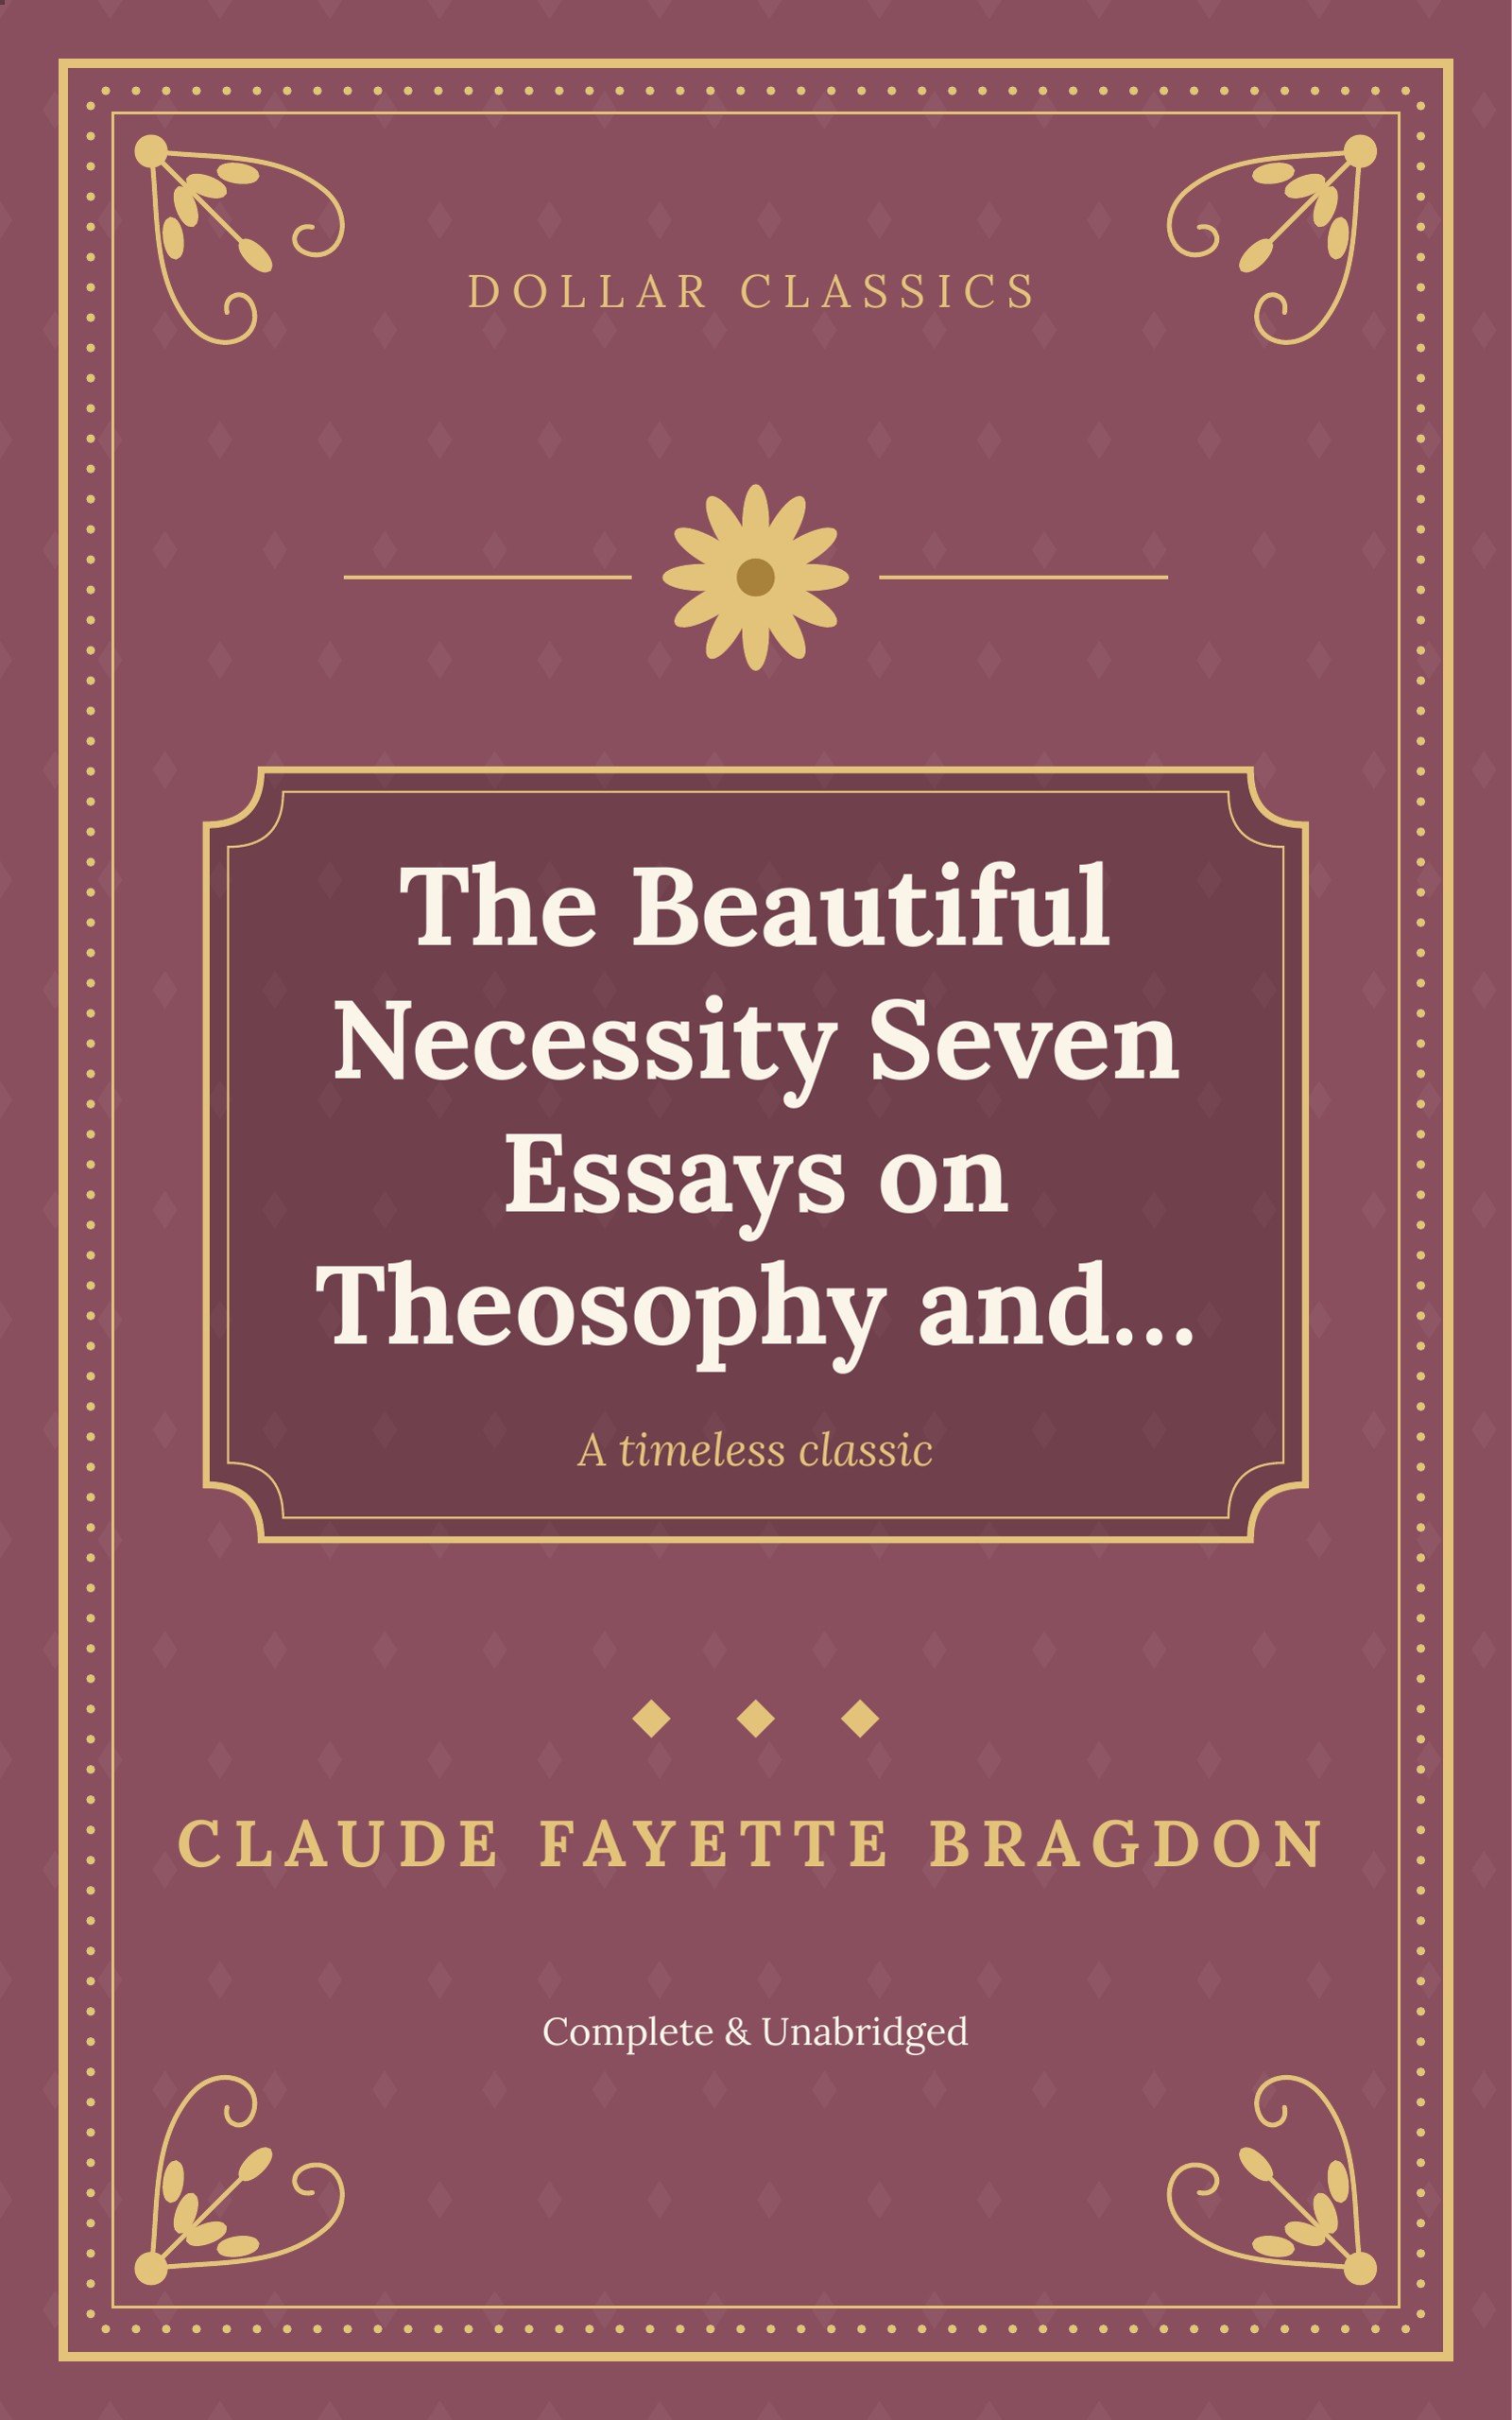 DOLLAR CLASSICS
The Beautiful
Necessity Seven
Essays on
Theosophy and...
A timeless classic
CLAUDE FAYETTE BRAGDON
Complete & Unabridged